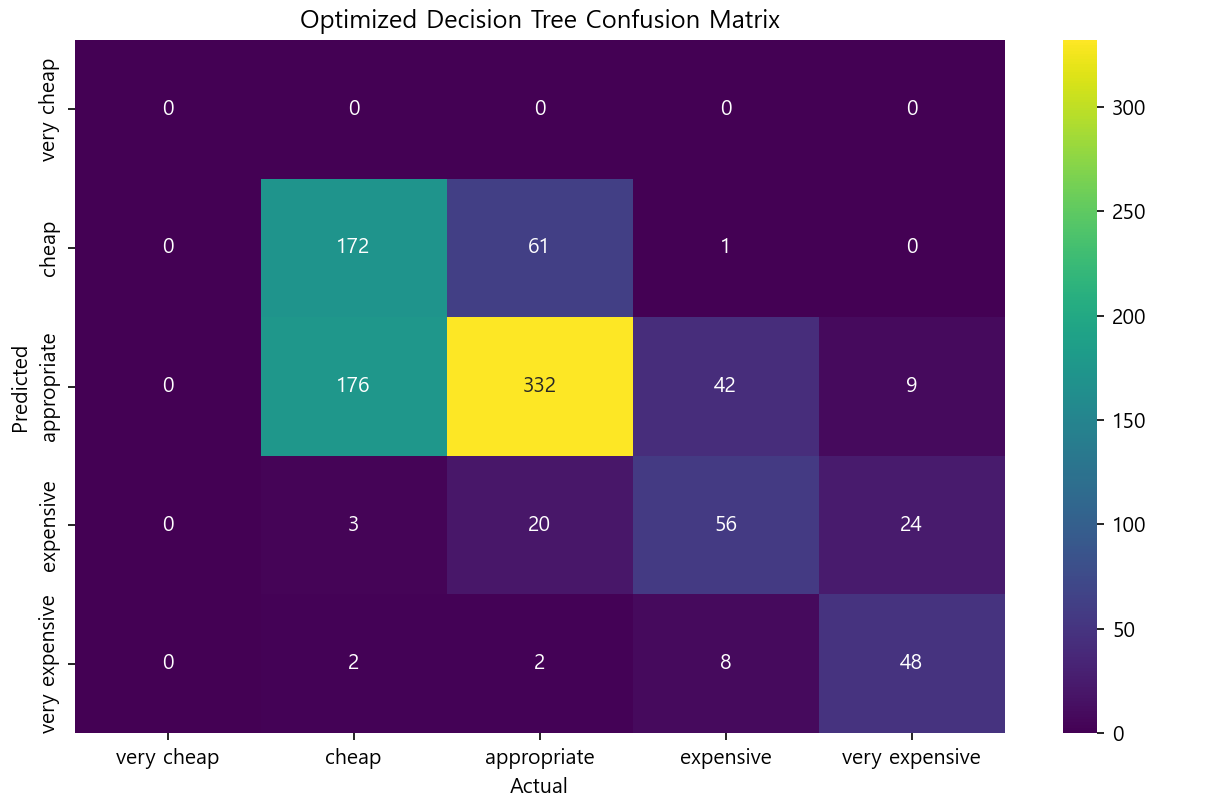 Optimized Decision Tree Confusion Matrix
very cheap 0 0 0 0 0
cheap 0 172 61 1 0
appropriate 0 176 332 42 9
expensive 0 3 20 56 24
very expensive 0 2 2 8 48
Predicted
very cheap cheap appropriate expensive very expensive
Actual
300
250
200
150
100
50
0